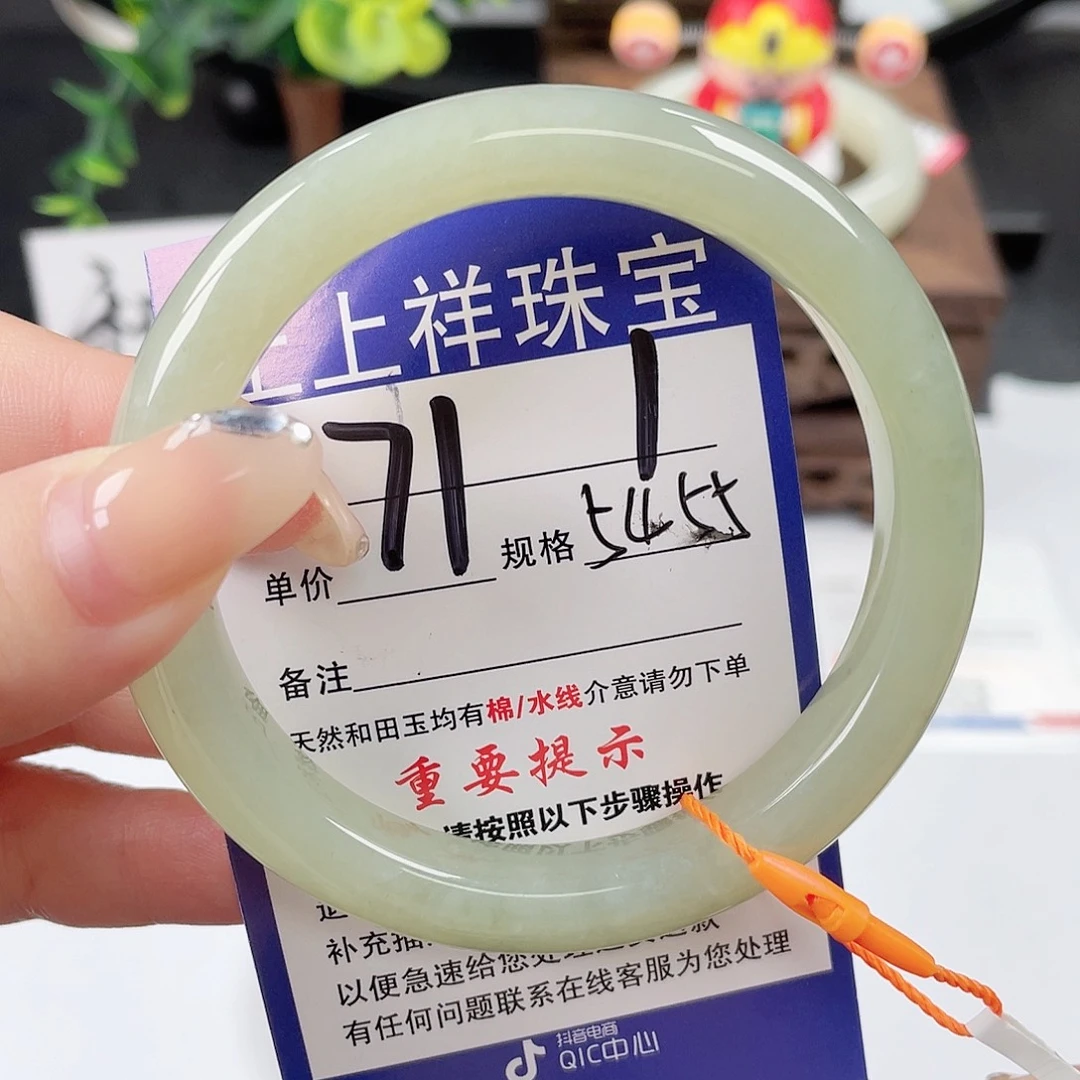 上祥珠宝
1
71
规格 5455
单价
备注
天然和田玉均有棉/水线介意请勿下单
重要提示
请按照以下步骤操作
补充描
以便急速给您处理
有任何问题联系在线客服为您处理
抖音电商
QIC中心